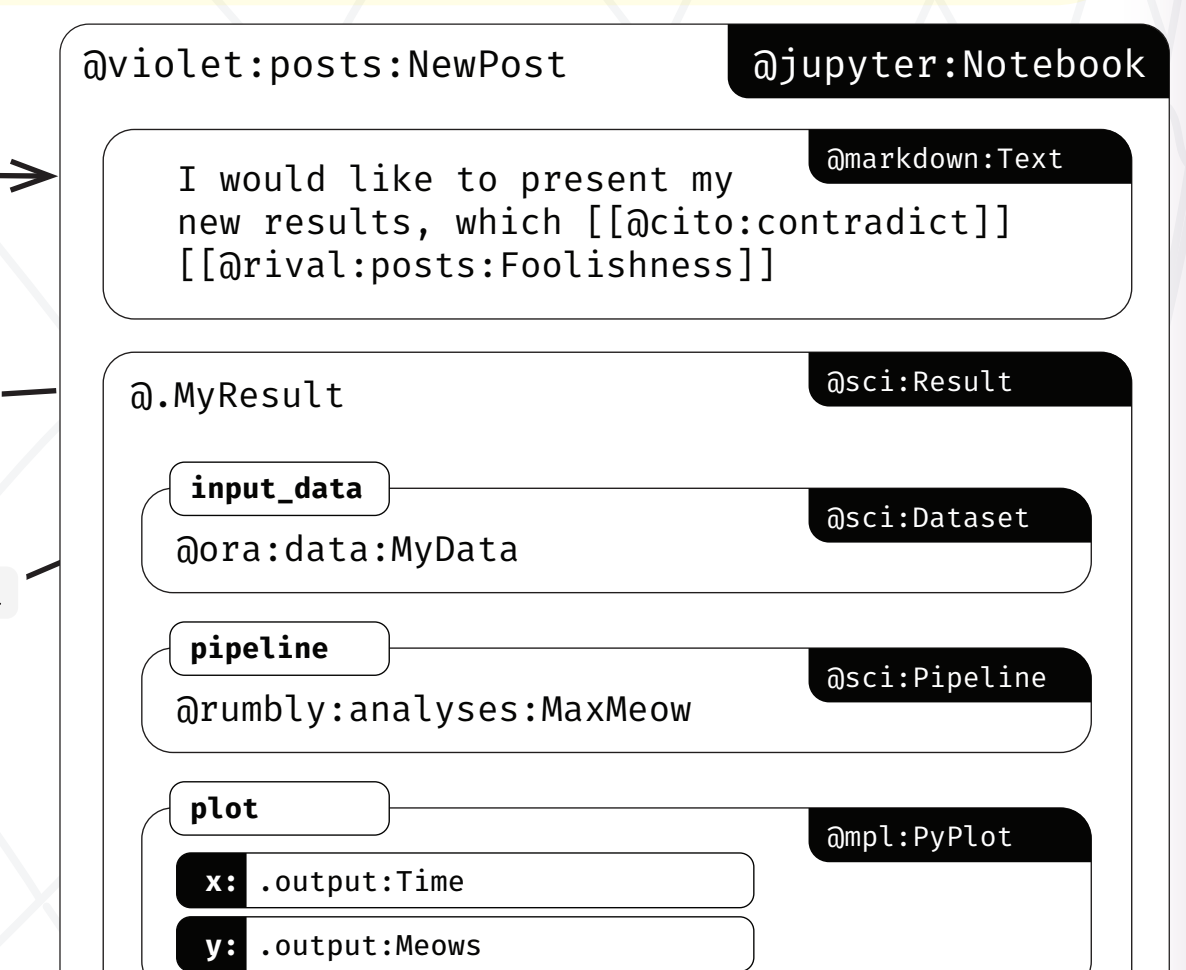 @violet:posts:NewPost
@jupyter:Notebook
@markdown:Text
I would like to present my
new results, which [[@cito:contradict]]
[[@rival:posts:Foolishness]]
@.MyResult
@sci:Result
input_data
@sci:Dataset
@ora:data:MyData
pipeline
@sci:Pipeline
@rumbly:analyses:MaxMeow
plot
@mpl:PyPlot
x: .output:Time
y: .output:Meows